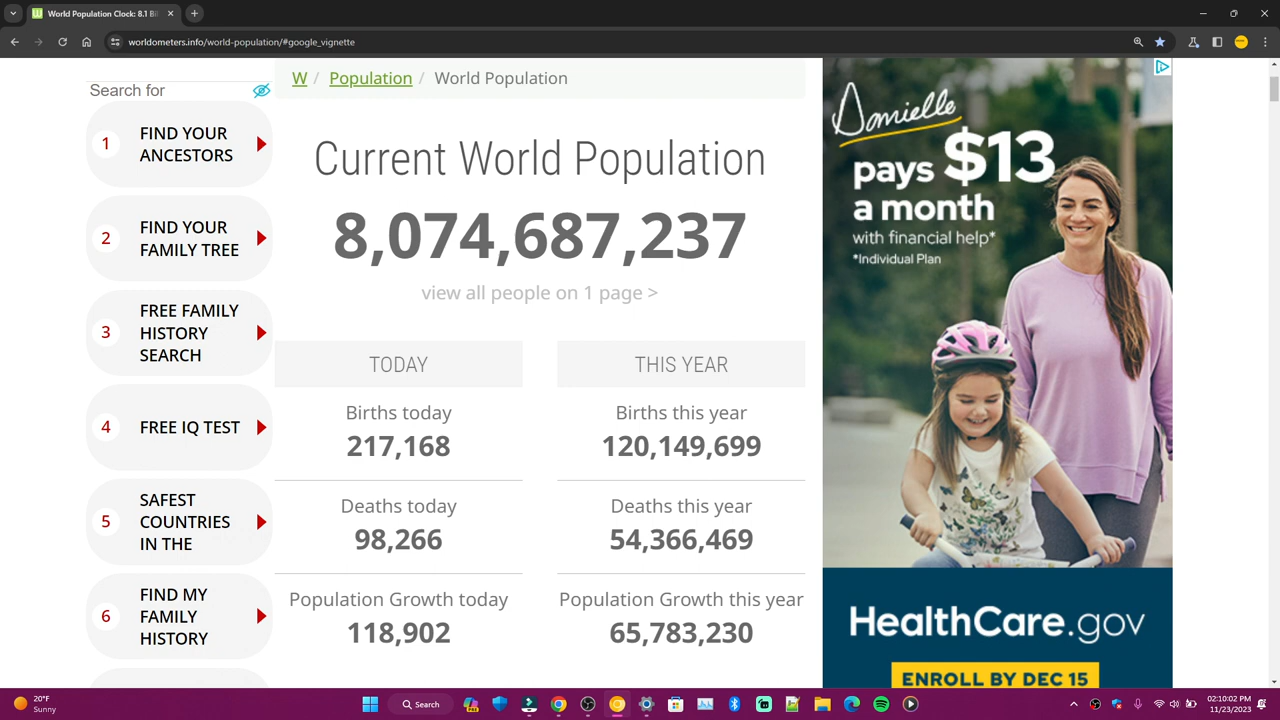 World Population Clock: 8.1 Bi
worldometers.info/world-population/#google_vignette
W / Population / World Population
Search for
1 FIND YOUR
ANCESTORS
2 FIND YOUR
FAMILY TREE
3 FREE FAMILY
HISTORY
SEARCH
4 FREE IQ TEST
5 SAFEST
COUNTRIES
IN THE
6 FIND MY
FAMILY
HISTORY
Current World Population
8,074,687,237
view all people on 1 page >
TODAY
Births today
217,168
Deaths today
98,266
Population Growth today
118,902
THIS YEAR
Births this year
120,149,699
Deaths this year
54,366,469
Population Growth this year
65,783,230
Danielle
pays $13
a month
with financial help*
*Individual Plan
HealthCare.gov
ENROLL BY DEC 15
20°F
Sunny
Search
02:10:02 PM
11/23/2023